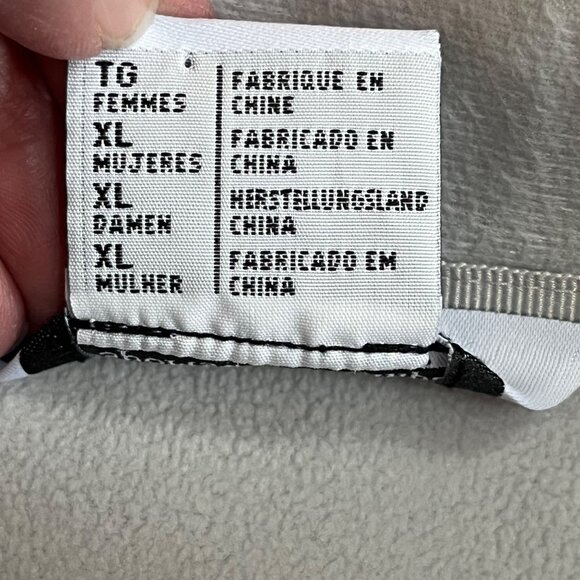 TG
FEMMES
XL
MUJERES
XL
DAMEN
XL
MULHER
FABRIQUE EN
CHINE
FABRICADO EN
CHINA
HERSTELLUNGSLAND
CHINA
FABRICADO EM
CHINA